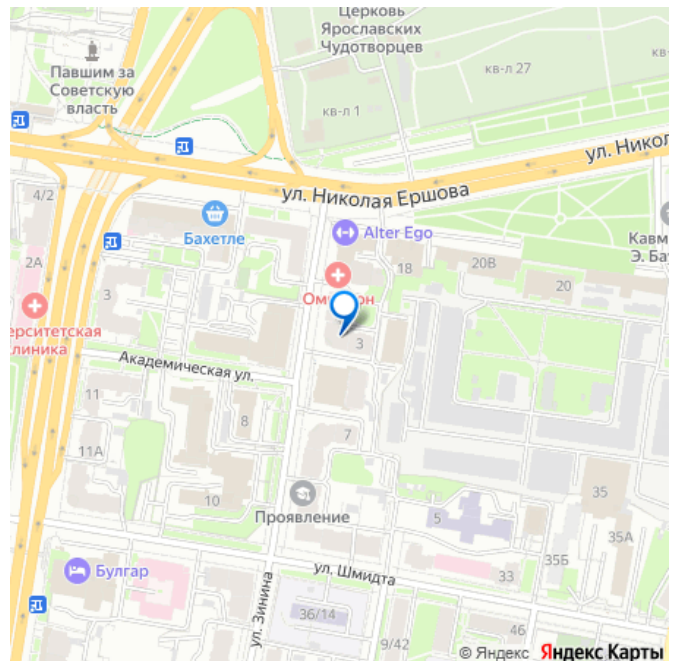 Церковь
Ярославских
Чудотворцев
Павшим за
Советскую
власть
кв-л 27
кв
кв-л 1
ул. Никол
4/2
ул. Николая Ершова
Бахетле
Alter Ego
Кавм
Э. Бау
2А
18
20В
20
3
Ом
он
ерситетская
линика
3
Академическая ул.
11
8
7
11А
10
35
Проявление
5
35А
35Б
Булгар
ул. Шмидта
33
ул. Зинина
36/14
46
9/42
© Яндекс Яндекс Карты